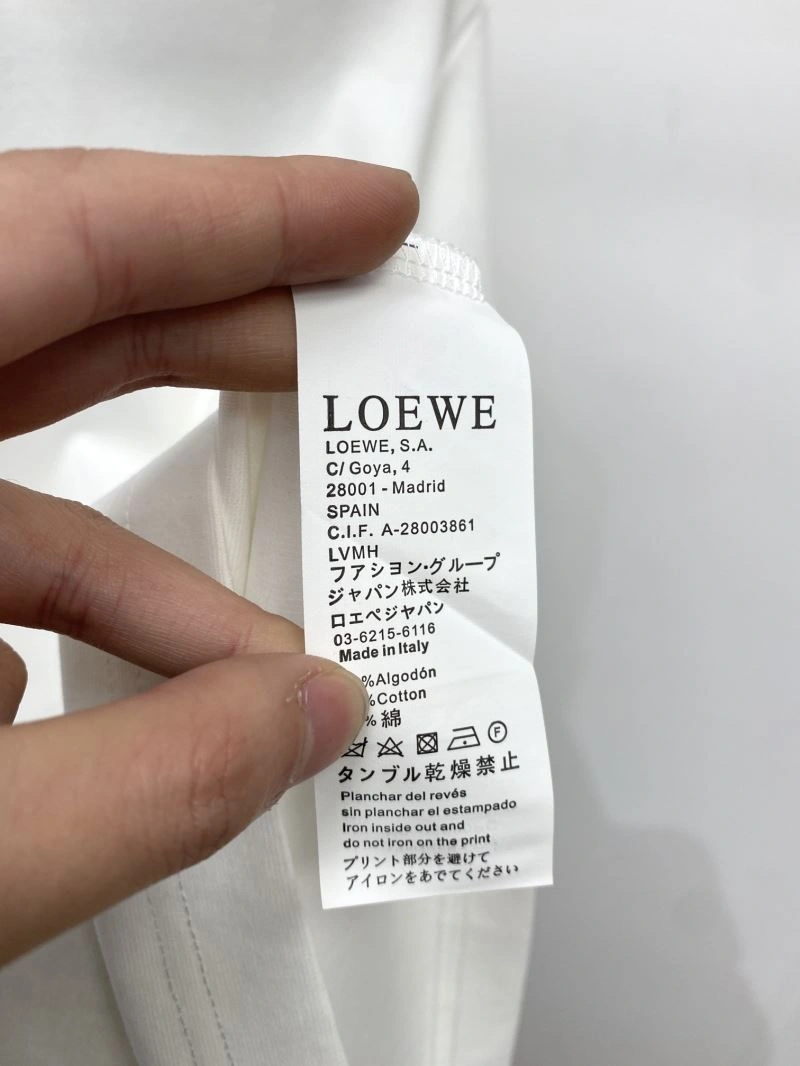 LOEWE
LOEWE, S.A.
C/ Goya, 4
28001 - Madrid
SPAIN
C.I.F. A-28003861
LVMH
フアショョン･グループ
ジャパン株式会社
ロエペジャパン
03-6215-6116
Made in Italy
%Algodón
%Cotton
% 綿
F
タンブル乾燥禁止
Planchar del revés
sin planchar el estampado
Iron inside out and
do not iron on the print
プリント部分を避けて
アイロンをあでてください